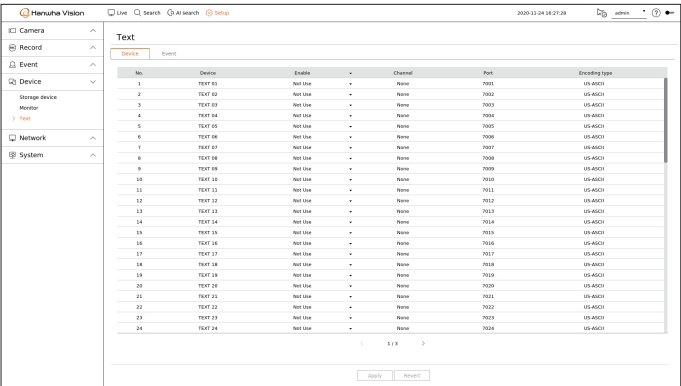 Hanwha Vision
Live Search AI search Setup 2020-11-24 16:27:28 admin ?
Camera
Record
Event
Device
Storage device
Monitor
Text
Network
System
Text
Device Event
No. Device Enable Channel Port Encoding type
1 TEXT 01 Not Use None 7001 US-ASCII
2 TEXT 02 Not Use None 7002 US-ASCII
3 TEXT 03 Not Use None 7003 US-ASCII
4 TEXT 04 Not Use None 7004 US-ASCII
5 TEXT 05 Not Use None 7005 US-ASCII
6 TEXT 06 Not Use None 7006 US-ASCII
7 TEXT 07 Not Use None 7007 US-ASCII
8 TEXT 08 Not Use None 7008 US-ASCII
9 TEXT 09 Not Use None 7009 US-ASCII
10 TEXT 10 Not Use None 7010 US-ASCII
11 TEXT 11 Not Use None 7011 US-ASCII
12 TEXT 12 Not Use None 7012 US-ASCII
13 TEXT 13 Not Use None 7013 US-ASCII
14 TEXT 14 Not Use None 7014 US-ASCII
15 TEXT 15 Not Use None 7015 US-ASCII
16 TEXT 16 Not Use None 7016 US-ASCII
17 TEXT 17 Not Use None 7017 US-ASCII
18 TEXT 18 Not Use None 7018 US-ASCII
19 TEXT 19 Not Use None 7019 US-ASCII
20 TEXT 20 Not Use None 7020 US-ASCII
21 TEXT 21 Not Use None 7021 US-ASCII
22 TEXT 22 Not Use None 7022 US-ASCII
23 TEXT 23 Not Use None 7023 US-ASCII
24 TEXT 24 Not Use None 7024 US-ASCII
< 1 / 3 >
Apply Revert